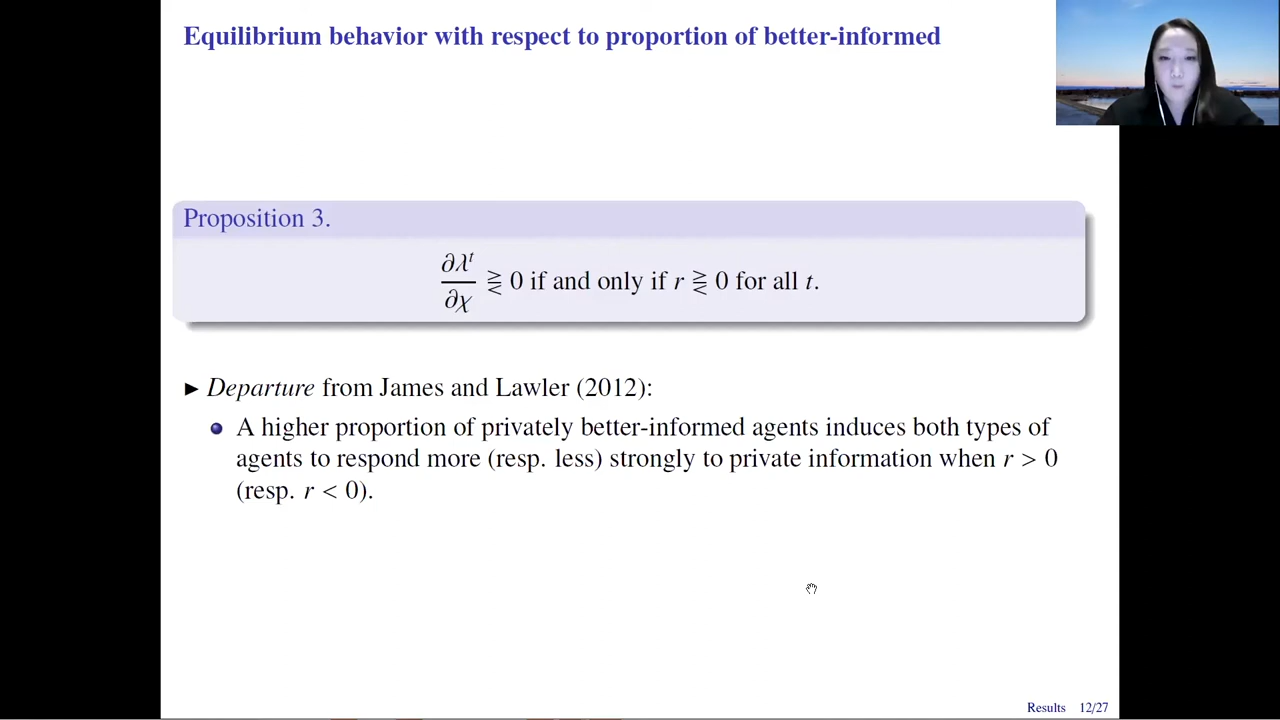 Equilibrium behavior with respect to proportion of better-informed
Proposition 3.
∂λᵗ/∂χ ⋛ 0 if and only if r ⋛ 0 for all t.
► Departure from James and Lawler (2012):
A higher proportion of privately better-informed agents induces both types of
agents to respond more (resp. less) strongly to private information when r > 0
(resp. r < 0).
Results 12/27